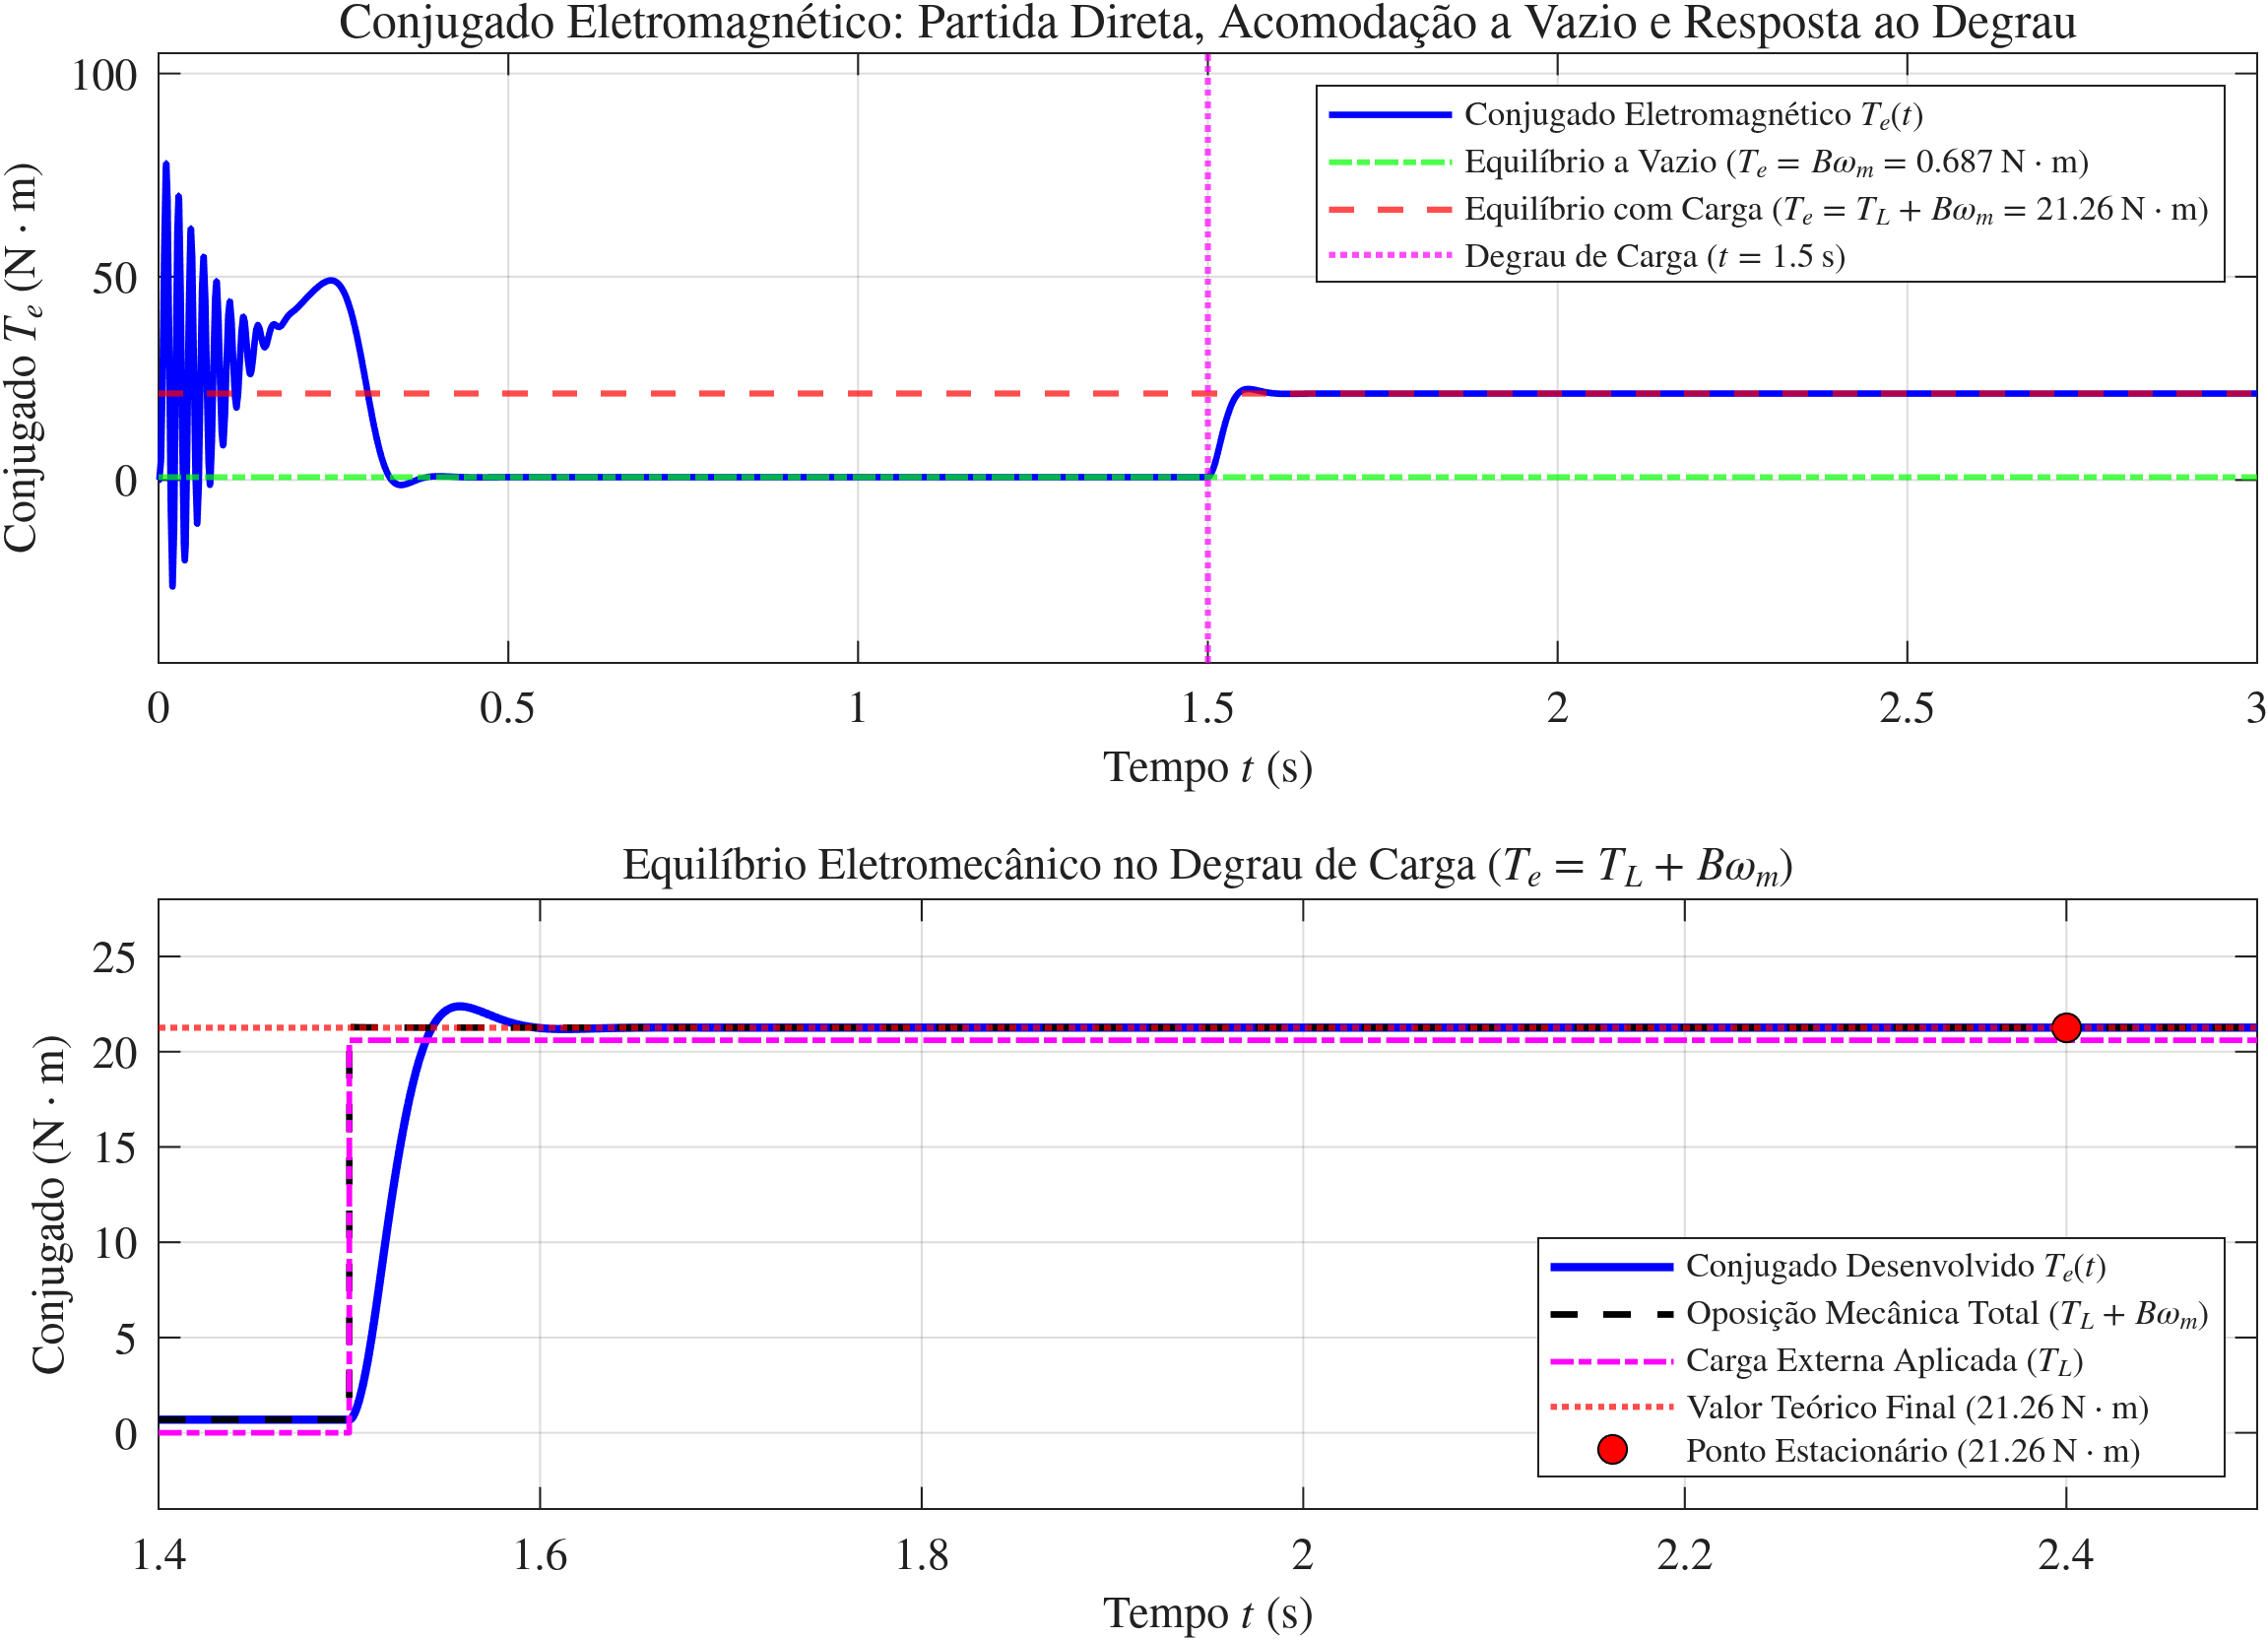 Conjugado Eletromagnético: Partida Direta, Acomodação a Vazio e Resposta ao Degrau
100
50
0
Conjugado Tₑ (N · m)
Conjugado Eletromagnético Tₑ(t)
Equilíbrio a Vazio (Tₑ = Bωₘ = 0.687 N · m)
Equilíbrio com Carga (Tₑ = T_L + Bωₘ = 21.26 N · m)
Degrau de Carga (t = 1.5 s)
0 0.5 1 1.5 2 2.5 3
Tempo t (s)
Equilíbrio Eletromecânico no Degrau de Carga (Tₑ = T_L + Bωₘ)
25
20
15
10
5
0
Conjugado (N · m)
Conjugado Desenvolvido Tₑ(t)
Oposição Mecânica Total (T_L + Bωₘ)
Carga Externa Aplicada (T_L)
Valor Teórico Final (21.26 N · m)
Ponto Estacionário (21.26 N · m)
1.4 1.6 1.8 2 2.2 2.4
Tempo t (s)